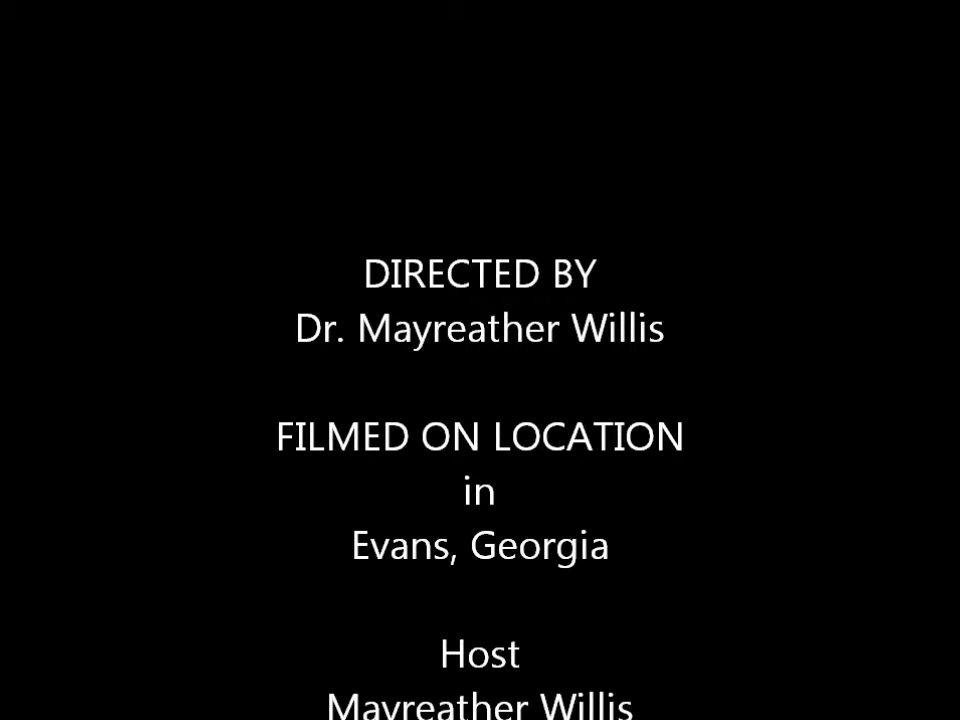 DIRECTED BY
Dr. Mayreather Willis
FILMED ON LOCATION
in
Evans, Georgia
Host
Mayreather Willis